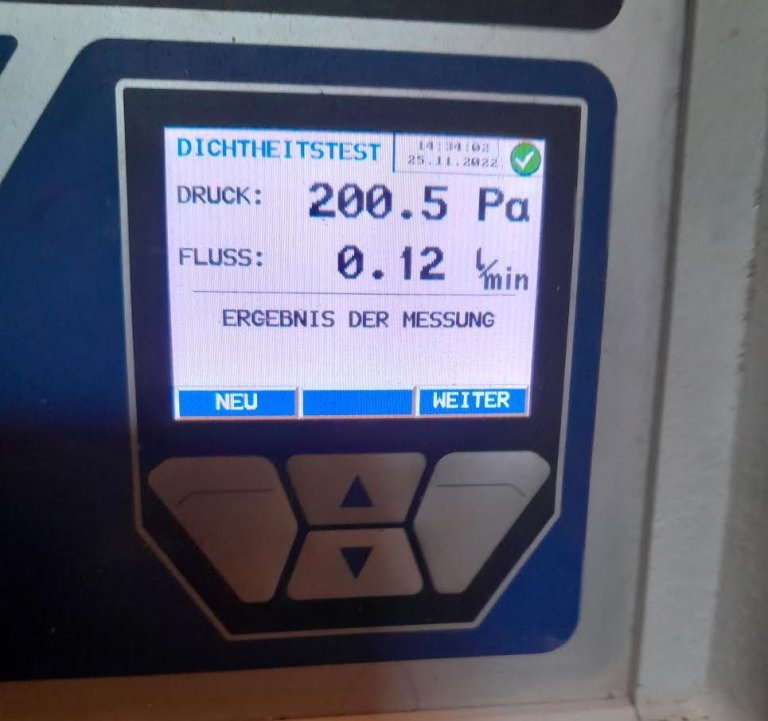 DICHTHEITSTEST
14:34:02
25.11.2022
DRUCK: 200.5 Pa
FLUSS: 0.12 L/min
ERGEBNIS DER MESSUNG
NEU WEITER